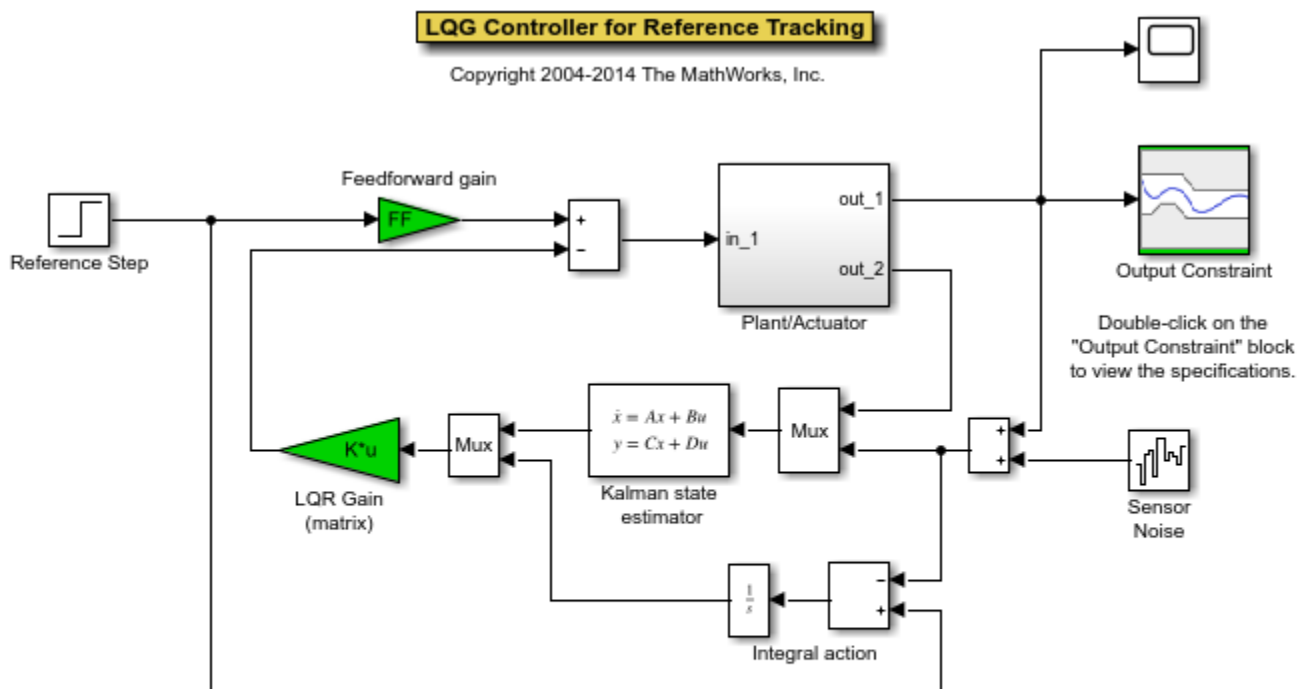 LQG Controller for Reference Tracking
Copyright 2004-2014 The MathWorks, Inc.
Feedforward gain
FF
+
−
in_1
out_1
out_2
Reference Step
Plant/Actuator
Output Constraint
Double-click on the
"Output Constraint" block
to view the specifications.
K*u
LQR Gain
(matrix)
Mux
ẋ = Ax + Bu
y = Cx + Du
Kalman state
estimator
Mux
+
+
Sensor
Noise
1
s
−
+
Integral action